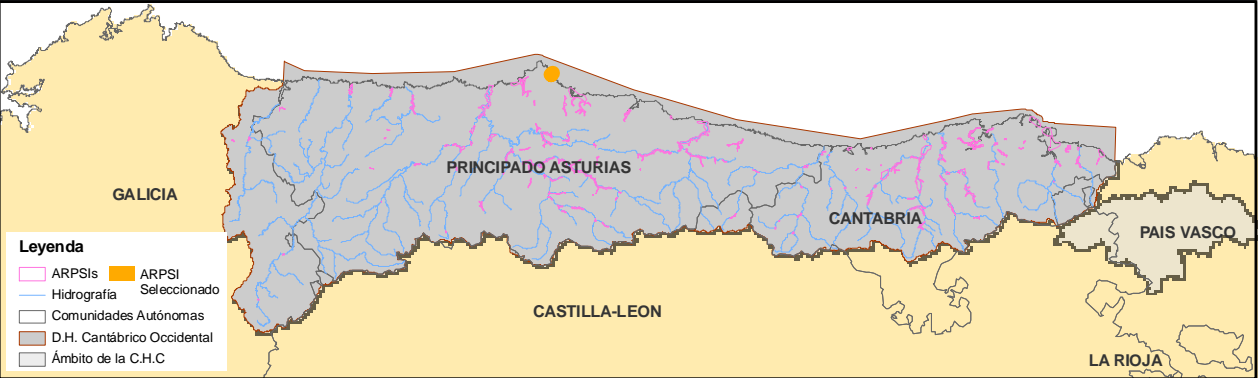 PRINCIPADO ASTURIAS
GALICIA
CANTABRIA
PAIS VASCO
CASTILLA-LEON
LA RIOJA
Leyenda
ARPSIs
ARPSI
Seleccionado
Hidrografía
Comunidades Autónomas
D.H. Cantábrico Occidental
Ámbito de la C.H.C